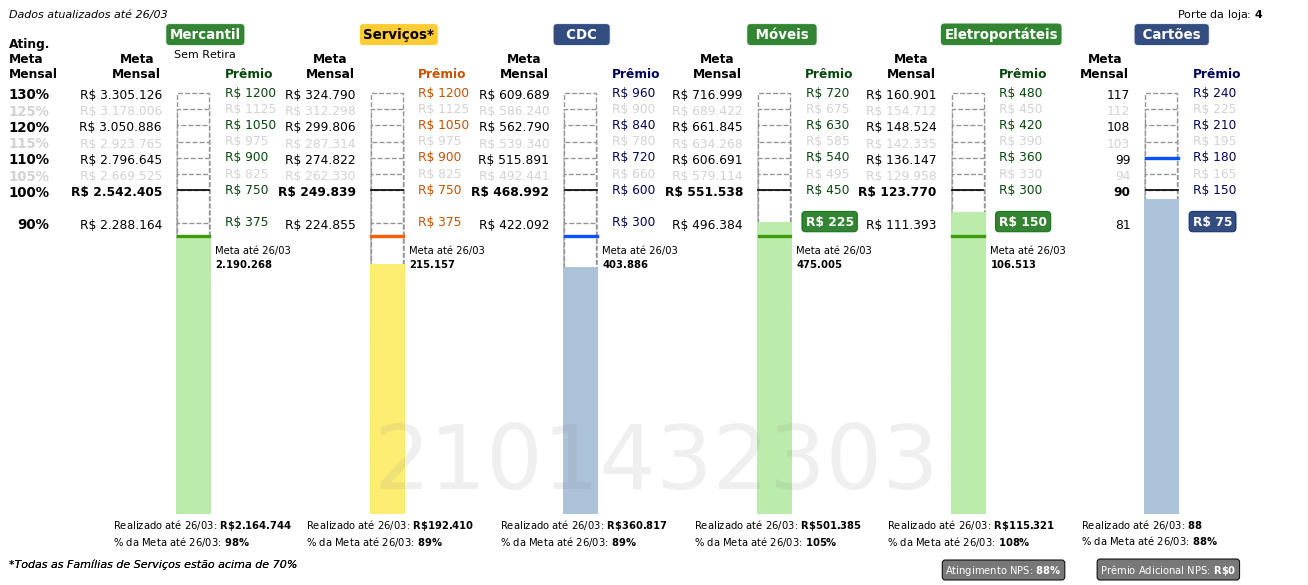 Dados atualizados até 26/03
Porte da loja: 4
Mercantil Serviços* CDC Móveis Eletroportáteis Cartões
Sem Retira
Ating. Meta Mensal
Meta Mensal Prêmio Meta Mensal Prêmio Meta Mensal Prêmio Meta Mensal Prêmio Meta Mensal Prêmio Meta Mensal Prêmio
130% R$ 3.305.126 R$ 1200 R$ 324.790 R$ 1200 R$ 609.689 R$ 960 R$ 716.999 R$ 720 R$ 160.901 R$ 480 117 R$ 240
125% R$ 3.178.006 R$ 1125 R$ 312.298 R$ 1125 R$ 586.240 R$ 900 R$ 689.422 R$ 675 R$ 154.712 R$ 450 112 R$ 225
120% R$ 3.050.886 R$ 1050 R$ 299.806 R$ 1050 R$ 562.790 R$ 840 R$ 661.845 R$ 630 R$ 148.524 R$ 420 108 R$ 210
115% R$ 2.923.765 R$ 975 R$ 287.314 R$ 975 R$ 539.340 R$ 780 R$ 634.268 R$ 585 R$ 142.335 R$ 390 103 R$ 195
110% R$ 2.796.645 R$ 900 R$ 274.822 R$ 900 R$ 515.891 R$ 720 R$ 606.691 R$ 540 R$ 136.147 R$ 360 99 R$ 180
105% R$ 2.669.525 R$ 825 R$ 262.330 R$ 825 R$ 492.441 R$ 660 R$ 579.114 R$ 495 R$ 129.958 R$ 330 94 R$ 165
100% R$ 2.542.405 R$ 750 R$ 249.839 R$ 750 R$ 468.992 R$ 600 R$ 551.538 R$ 450 R$ 123.770 R$ 300 90 R$ 150
90% R$ 2.288.164 R$ 375 R$ 224.855 R$ 375 R$ 422.092 R$ 300 R$ 496.384 R$ 225 R$ 111.393 R$ 150 81 R$ 75
Meta até 26/03 Meta até 26/03 Meta até 26/03 Meta até 26/03 Meta até 26/03
2.190.268 215.157 403.886 475.005 106.513
2101432303
Realizado até 26/03: R$2.164.744 Realizado até 26/03: R$192.410 Realizado até 26/03: R$360.817 Realizado até 26/03: R$501.385 Realizado até 26/03: R$115.321 Realizado até 26/03: 88
% da Meta até 26/03: 98% % da Meta até 26/03: 89% % da Meta até 26/03: 89% % da Meta até 26/03: 105% % da Meta até 26/03: 108% % da Meta até 26/03: 88%
*Todas as Famílias de Serviços estão acima de 70%
Atingimento NPS: 88% Prêmio Adicional NPS: R$0